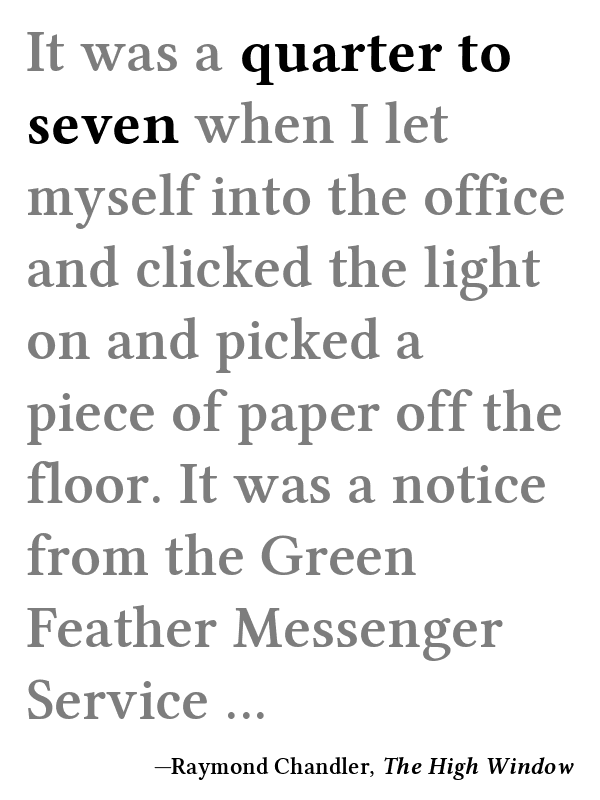 It was a quarter to
seven when I let
myself into the office
and clicked the light
on and picked a
piece of paper off the
floor. It was a notice
from the Green
Feather Messenger
Service ...
—Raymond Chandler, The High Window